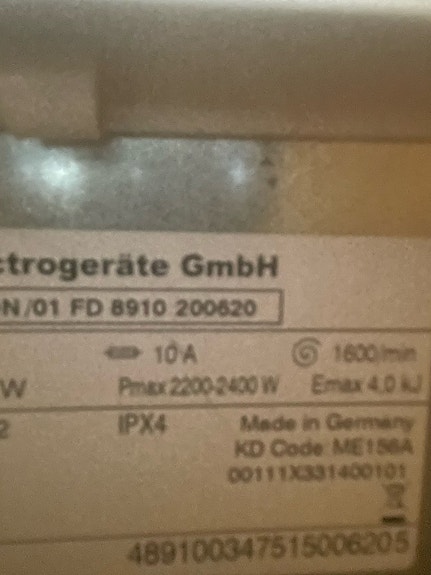 ctrogeräte GmbH
N /01 FD 8910 200620
10 A 1600/min
W Pmax 2200-2400 W Emax 4.0 kJ
2 IPX4 Made in Germany
KD Code: ME156A
00111X331400101
489100347515006205